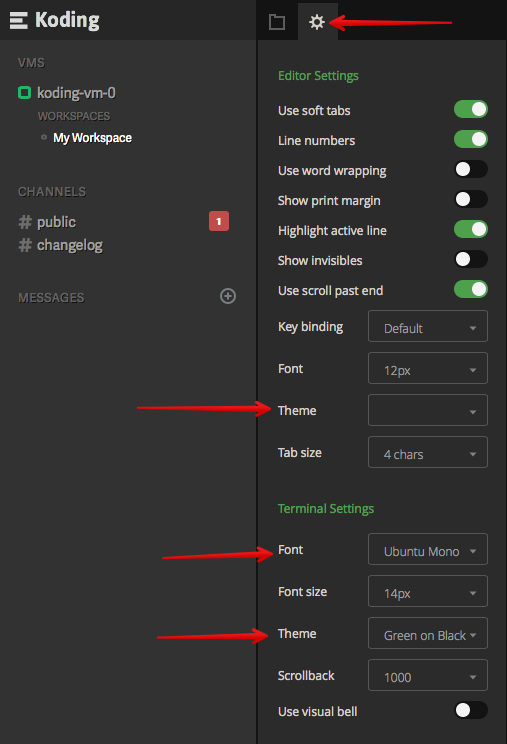 Koding
VMS
koding-vm-0
WORKSPACES
My Workspace
CHANNELS
# public 1
# changelog
MESSAGES
Editor Settings
Use soft tabs
Line numbers
Use word wrapping
Show print margin
Highlight active line
Show invisibles
Use scroll past end
Key binding Default
Font 12px
Theme
Tab size 4 chars
Terminal Settings
Font Ubuntu Mono
Font size 14px
Theme Green on Black
Scrollback 1000
Use visual bell